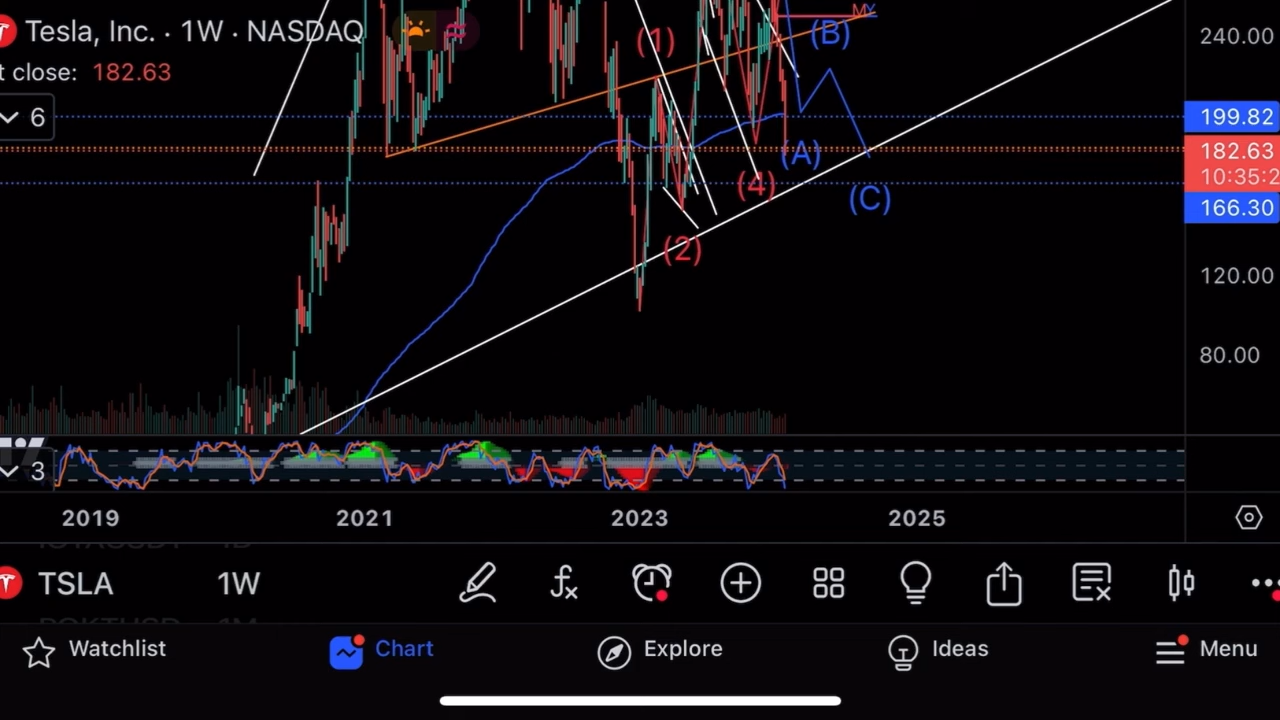 Tesla, Inc. · 1W · NASDAQ
t close: 182.63
6
MY
(B)
(1)
(A)
(4)
(C)
(2)
240.00
199.82
182.63
10:35:2
166.30
120.00
80.00
3
2019 2021 2023 2025
TSLA 1W
Watchlist Chart Explore Ideas Menu